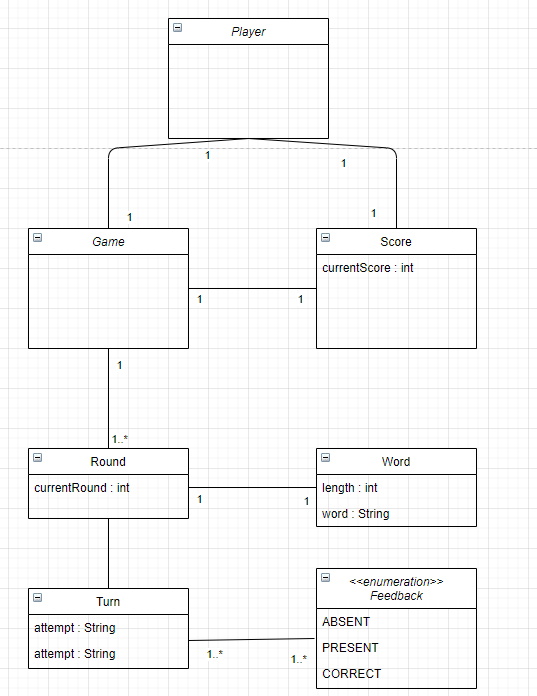 Player
1
1
1
1
Game
Score
currentScore : int
1
1
1
1..*
Round
Word
currentRound : int
length : int
1
1
word : String
Turn
<<enumeration>>
Feedback
attempt : String
ABSENT
attempt : String
PRESENT
1..*
1..*
CORRECT